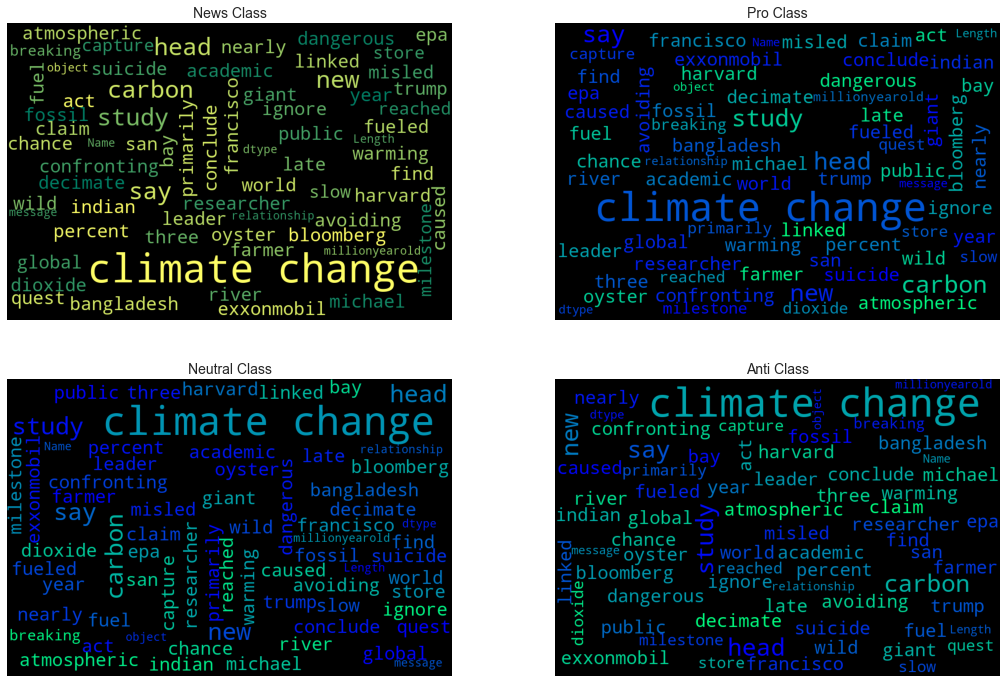 News Class
atmospheric
dangerous epa
breaking capture head nearly
store
object suicide academic linked misled
fuel
carbon
new
trump
act
giant
year reached
fossil
study
primarily
conclude
francisco
ignore
claim
public
fueled
chance Name san
bay
dtype
Length
warming
confronting
late
find
decimate
say
world
slow harvard
wild
message
indian
researcher
leader relationship avoiding
caused
percent
three oyster bloomberg
milestone
global
farmer millionyearold
dioxide
climate change
quest bangladesh
river
exxonmobil michael
Pro Class
say
francisco Name misled claim act Length
capture
exxonmobil
conclude indian
find
avoiding
harvard
object
dangerous
bay
epa
decimate millionyearold
giant
caused
fossil
breaking
study
late
fueled
bloomberg
fuel
bangladesh
quest
nearly
chance relationship michael head
public
river academic world trump
message
climate change ignore
primarily
linked
store
leader global
warming percent
year
researcher
san
wild slow
three
reached farmer suicide
oyster confronting new carbon
dtype
milestone dioxide atmospheric
Neutral Class
public three harvard linked bay
head
climate change
study
milestone
exxonmobil
Name
percent academic late relationship
leader
oyster
bloomberg
confronting
dangerous
farmer
giant
bangladesh
say
misled
decimate
carbon
claim
wild
francisco dtype
millionyearold find
dioxide epa
capture
researcher
primarily
reached
warming
fossil suicide
fueled
san
caused Length
world
year
avoiding store
trump slow
ignore
nearly fuel
new
conclude quest
breaking act object chance river
global
atmospheric indian michael
message
Anti Class
millionyearold
nearly
climate change
new
dtype
object
breaking
confronting capture
act
fossil
bangladesh
say
harvard
Name
caused primarily bay
leader conclude michael
fueled
year
three warming
river
study
atmospheric claim
indian global
researcher epa
chance
misled
find
linked
message oyster
world academic
san
bloomberg
reached percent
farmer
ignore relationship
carbon
dangerous
late avoiding
trump
dioxide
decimate
public
suicide
fuel Length
milestone
head
wild giant quest
exxonmobil
store francisco
slow